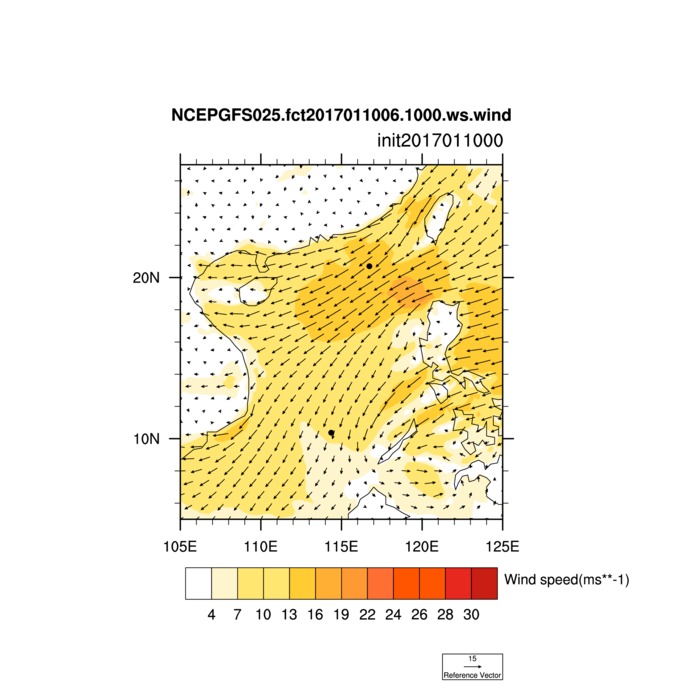 NCEPGFS025.fct2017011006.1000.ws.wind
init2017011000
20N
10N
105E 110E 115E 120E 125E
Wind speed(ms**-1)
4 7 10 13 16 19 22 24 26 28 30
15
Reference Vector